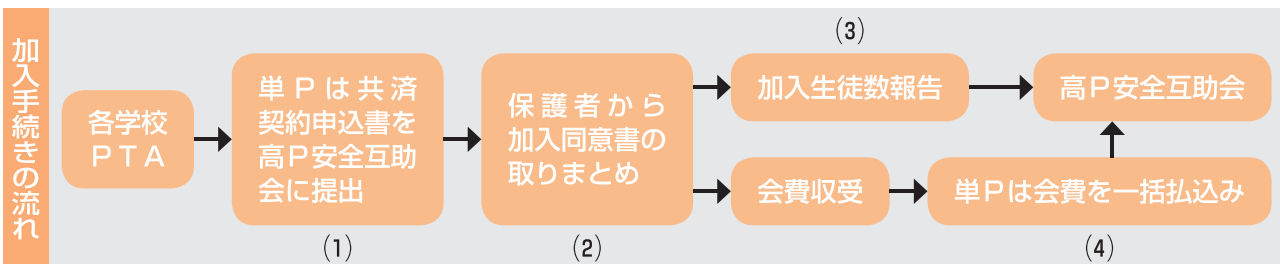 加入手続きの流れ
各学校
PTA
単Pは共済
契約申込書を
高P安全互助
会に提出
(1)
保護者から
加入同意書の
取りまとめ
(2)
(3)
加入生徒数報告
高P安全互助会
会費収受
単Pは会費を一括払込み
(4)